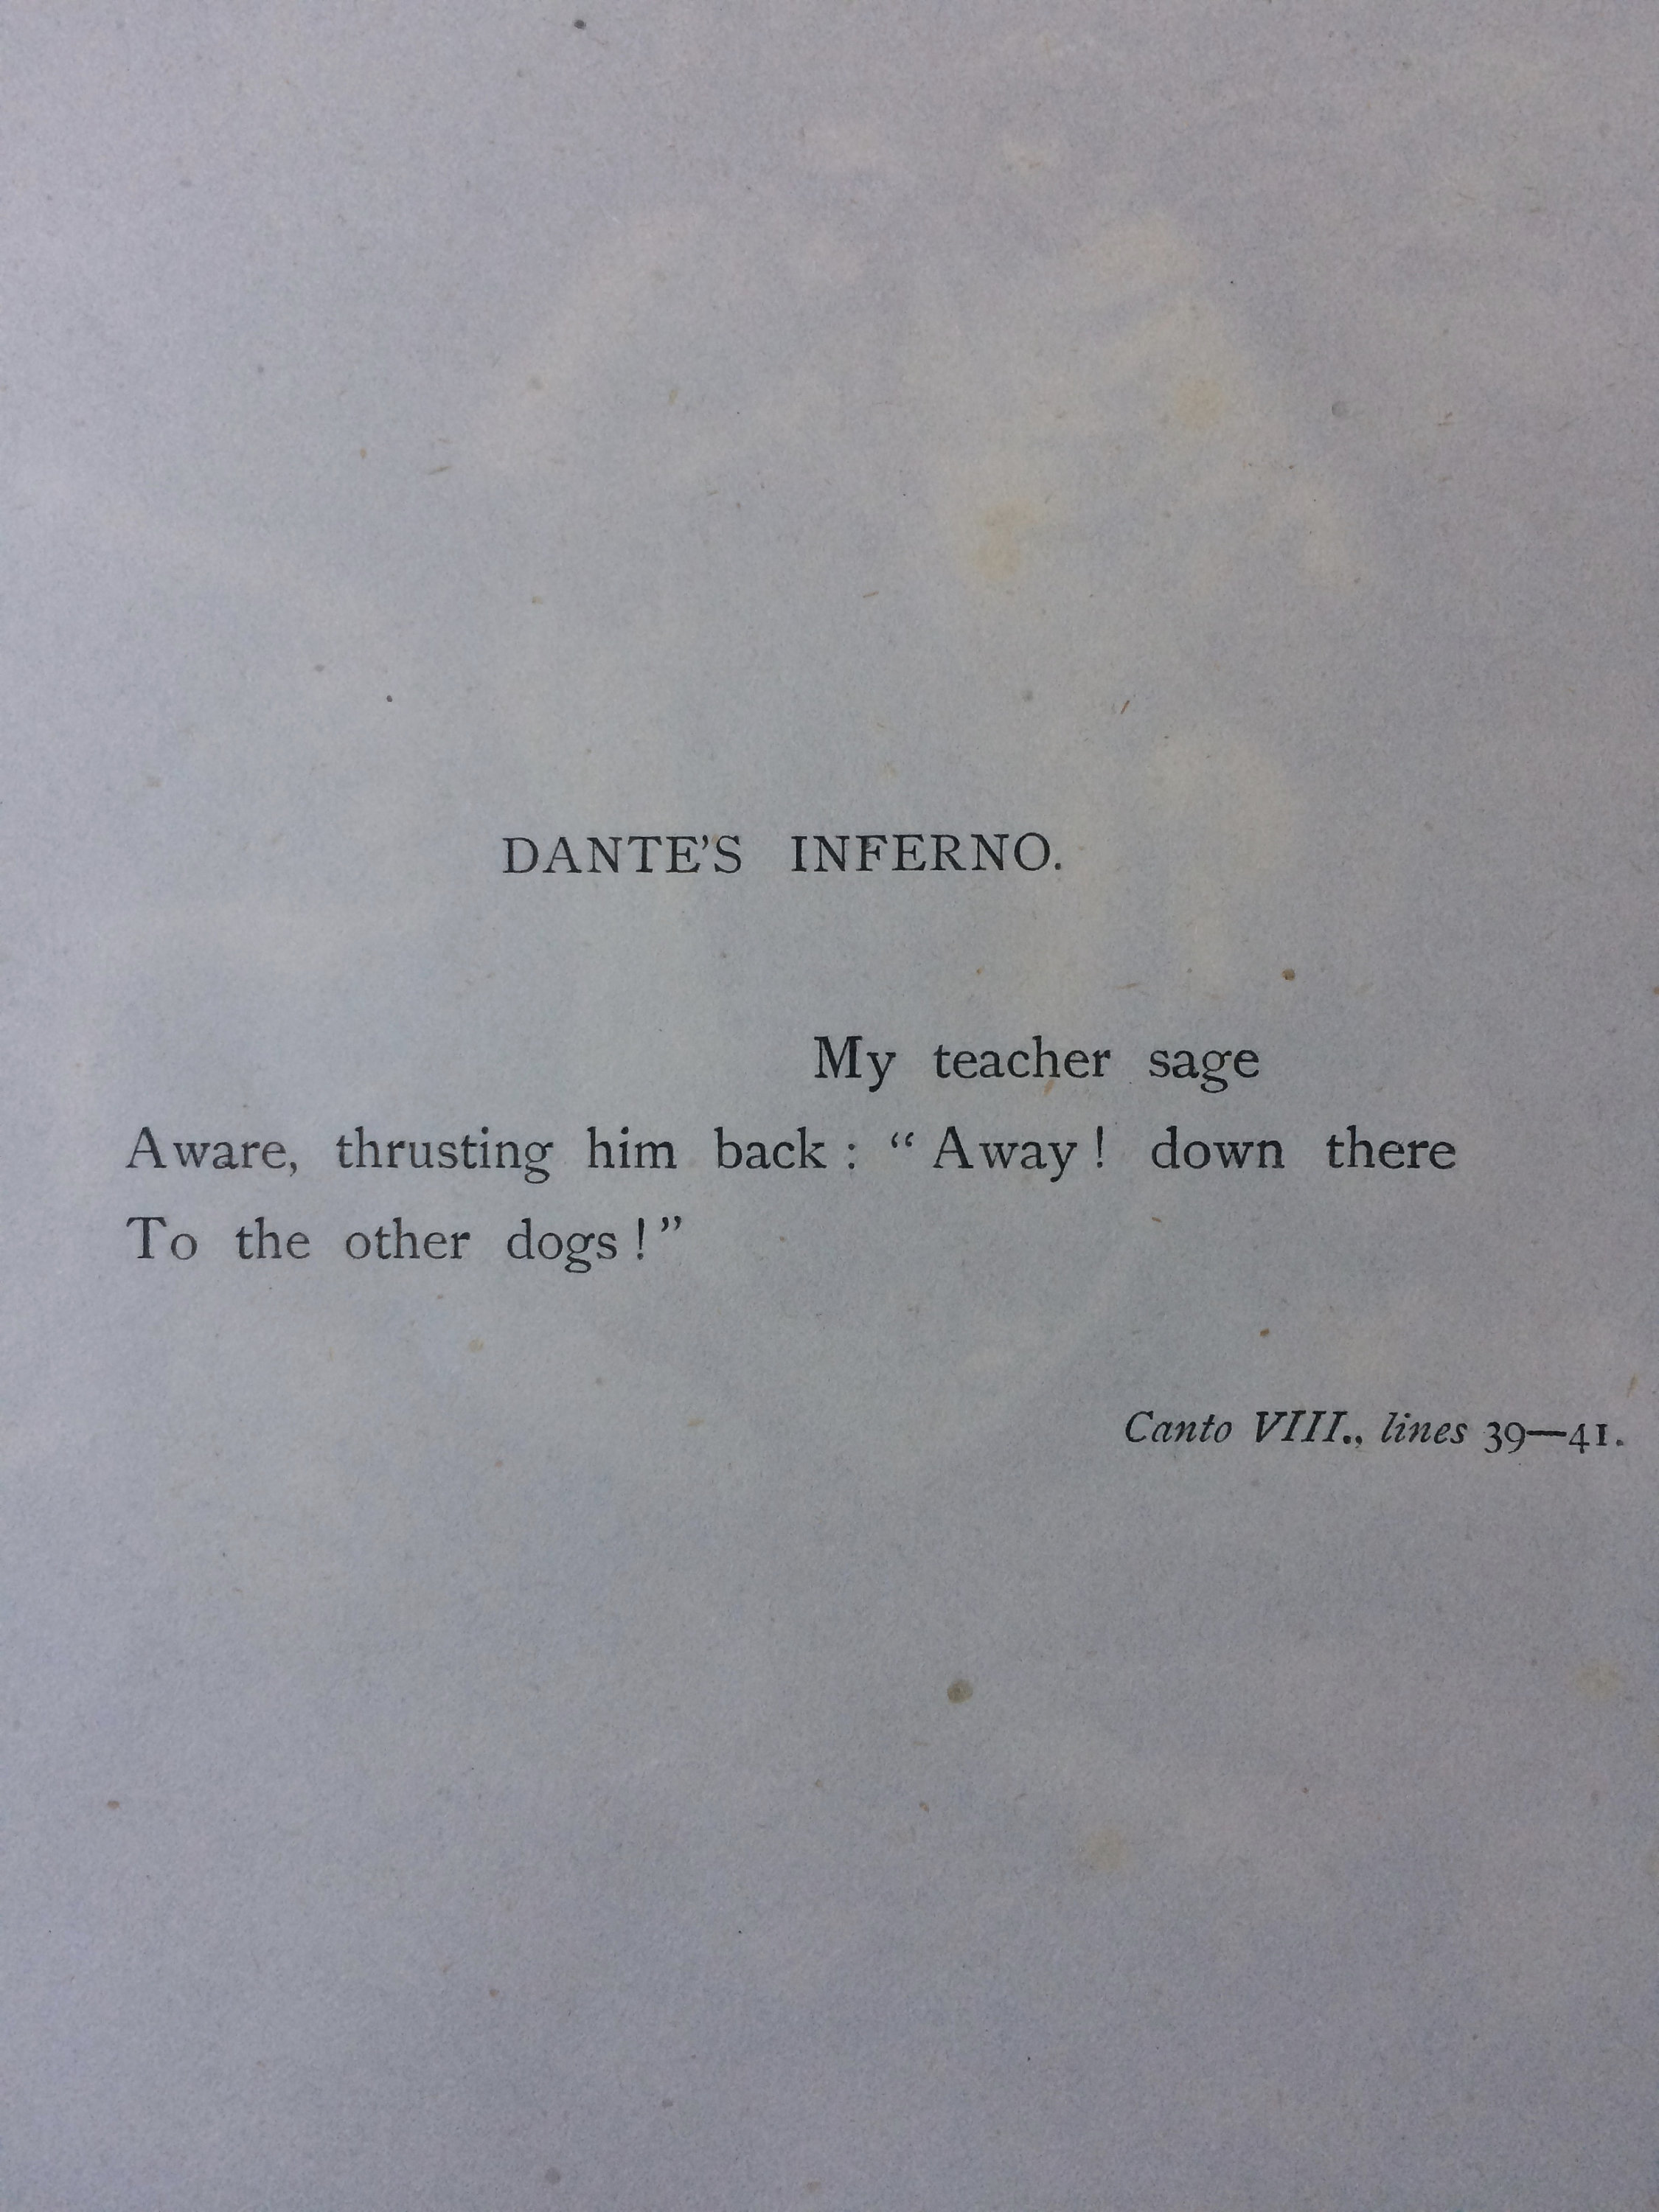 DANTE'S INFERNO.
My teacher sage
Aware, thrusting him back : “ Away ! down there
To the other dogs ! ”
Canto VIII., lines 39—41.